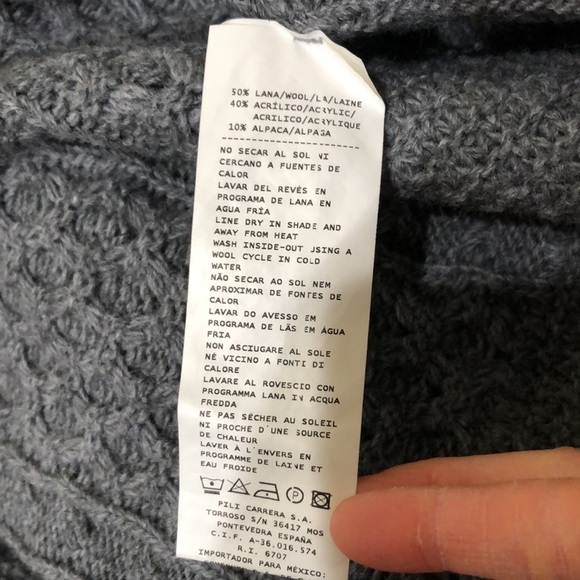 50% LANA/WOOL/LÃ/LAINE
40% ACRÍLICO/ACRYLIC/
ACRILICO/ACRYLIQUE
10% ALPACA/ALPAGA
NO SECAR AL SOL NI
CERCANO A FUENTES DE
CALOR
LAVAR DEL REVÉS EN
PROGRAMA DE LANA EN
AGUA FRÍA
LINE DRY IN SHADE AND
AWAY FROM HEAT
WASH INSIDE-OUT USING A
WOOL CYCLE IN COLD
WATER
NÃO SECAR AO SOL NEM
APROXIMAR DE FONTES DE
CALOR
LAVAR DO AVESSO EM
PROGRAMA DE LÃS EM ÁGUA
FRIA
NON ASCIUGARE AL SOLE
NÉ VICINO A FONTI DI
CALORE
LAVARE AL ROVESCIO CON
PROGRAMMA LANA IN ACQUA
FREDDA
NE PAS SÉCHER AU SOLEIL
NI PROCHE D'UNE SOURCE
DE CHALEUR
LAVER À L'ENVERS EN
PROGRAMME DE LAINE ET
EAU FROIDE
P
PILI CARRERA S.A.
TORROSO S/N 36417 MOS
PONTEVEDRA ESPAÑA
C.I.F. A-36.016.574
R.I. 6707
IMPORTADOR PARA MÉXICO: